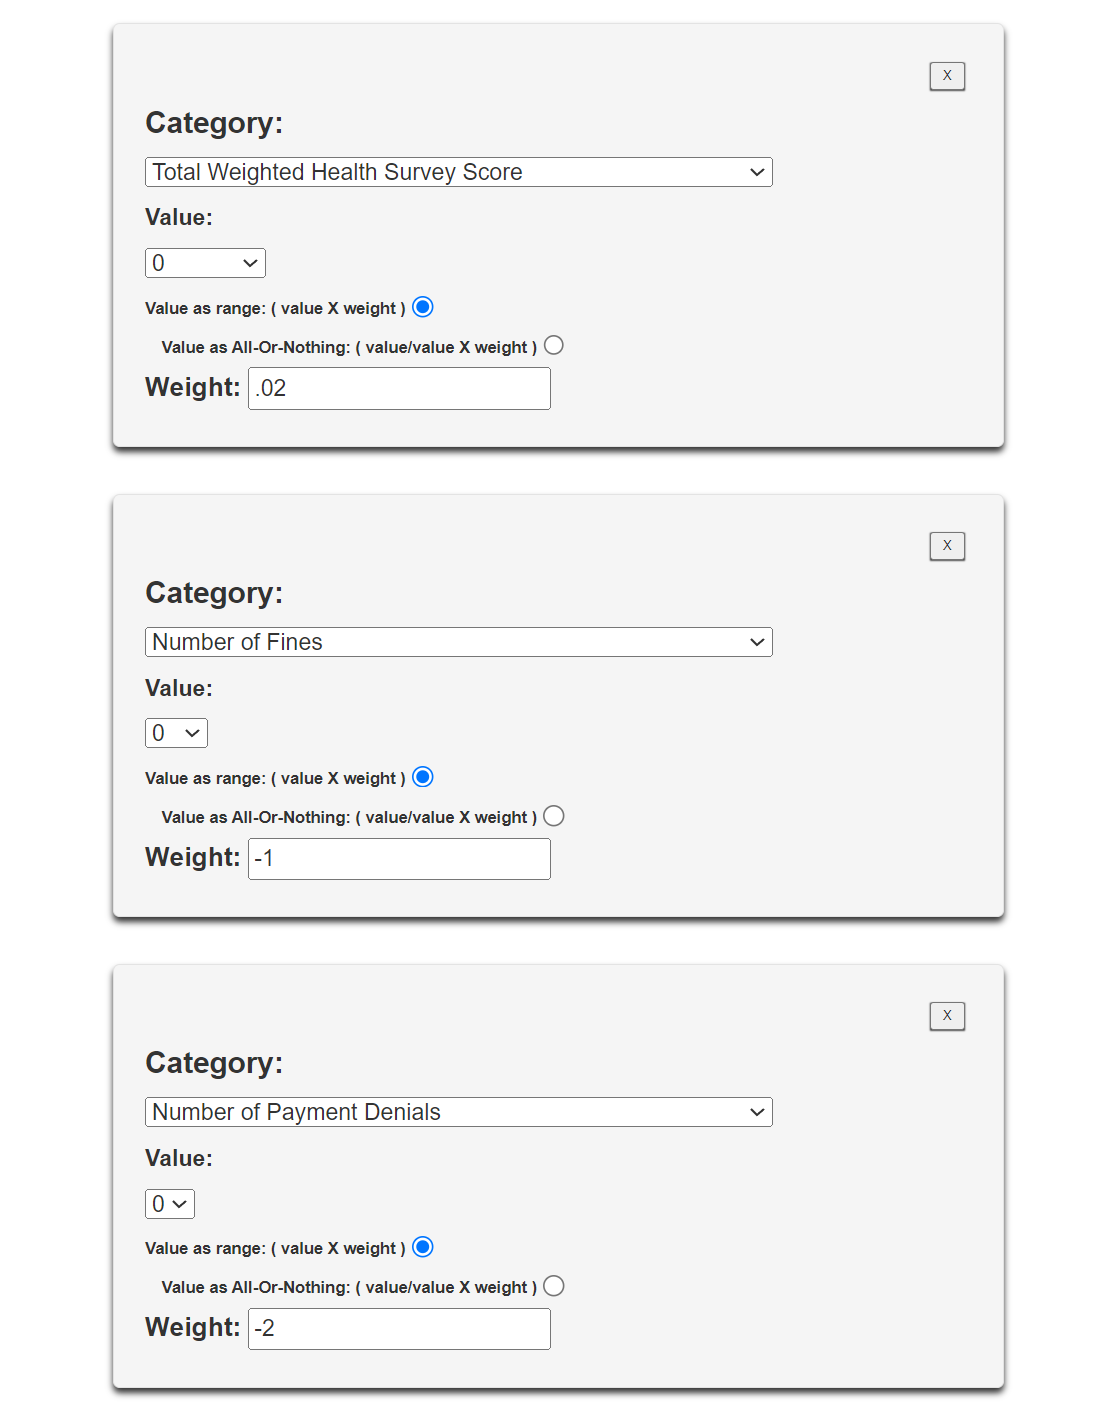 X
Category:
Total Weighted Health Survey Score
Value:
0
Value as range: ( value X weight )
Value as All-Or-Nothing: ( value/value X weight )
Weight: .02
X
Category:
Number of Fines
Value:
0
Value as range: ( value X weight )
Value as All-Or-Nothing: ( value/value X weight )
Weight: -1
X
Category:
Number of Payment Denials
Value:
0
Value as range: ( value X weight )
Value as All-Or-Nothing: ( value/value X weight )
Weight: -2